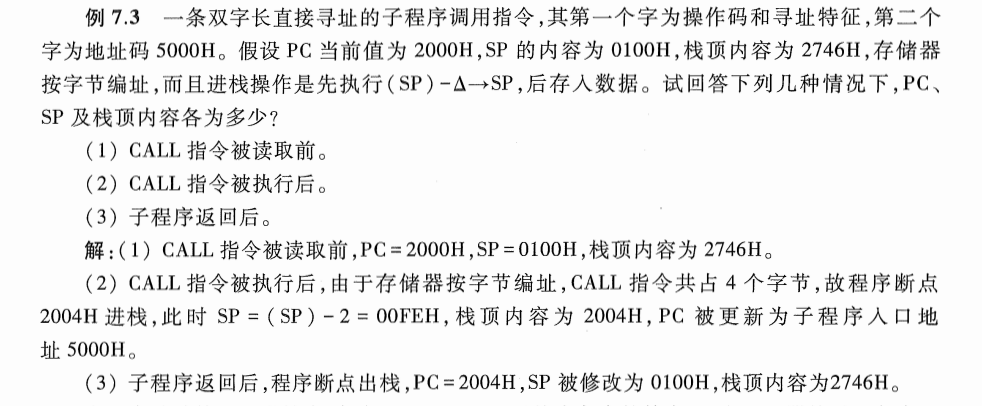 例 7.3 一条双字长直接寻址的子程序调用指令,其第一个字为操作码和寻址特征,第二个
字为地址码 5000H。假设 PC 当前值为 2000H,SP 的内容为 0100H,栈顶内容为 2746H,存储器
按字节编址,而且进栈操作是先执行(SP)-Δ→SP,后存入数据。试回答下列几种情况下,PC、
SP 及栈顶内容各为多少?
(1) CALL 指令被读取前。
(2) CALL 指令被执行后。
(3) 子程序返回后。
解:(1) CALL 指令被读取前,PC=2000H,SP=0100H,栈顶内容为 2746H。
(2) CALL 指令被执行后,由于存储器按字节编址,CALL 指令共占 4 个字节,故程序断点
2004H 进栈,此时 SP = (SP) - 2 = 00FEH,栈顶内容为 2004H,PC 被更新为子程序入口地
址 5000H。
(3) 子程序返回后,程序断点出栈,PC=2004H,SP 被修改为 0100H,栈顶内容为2746H。